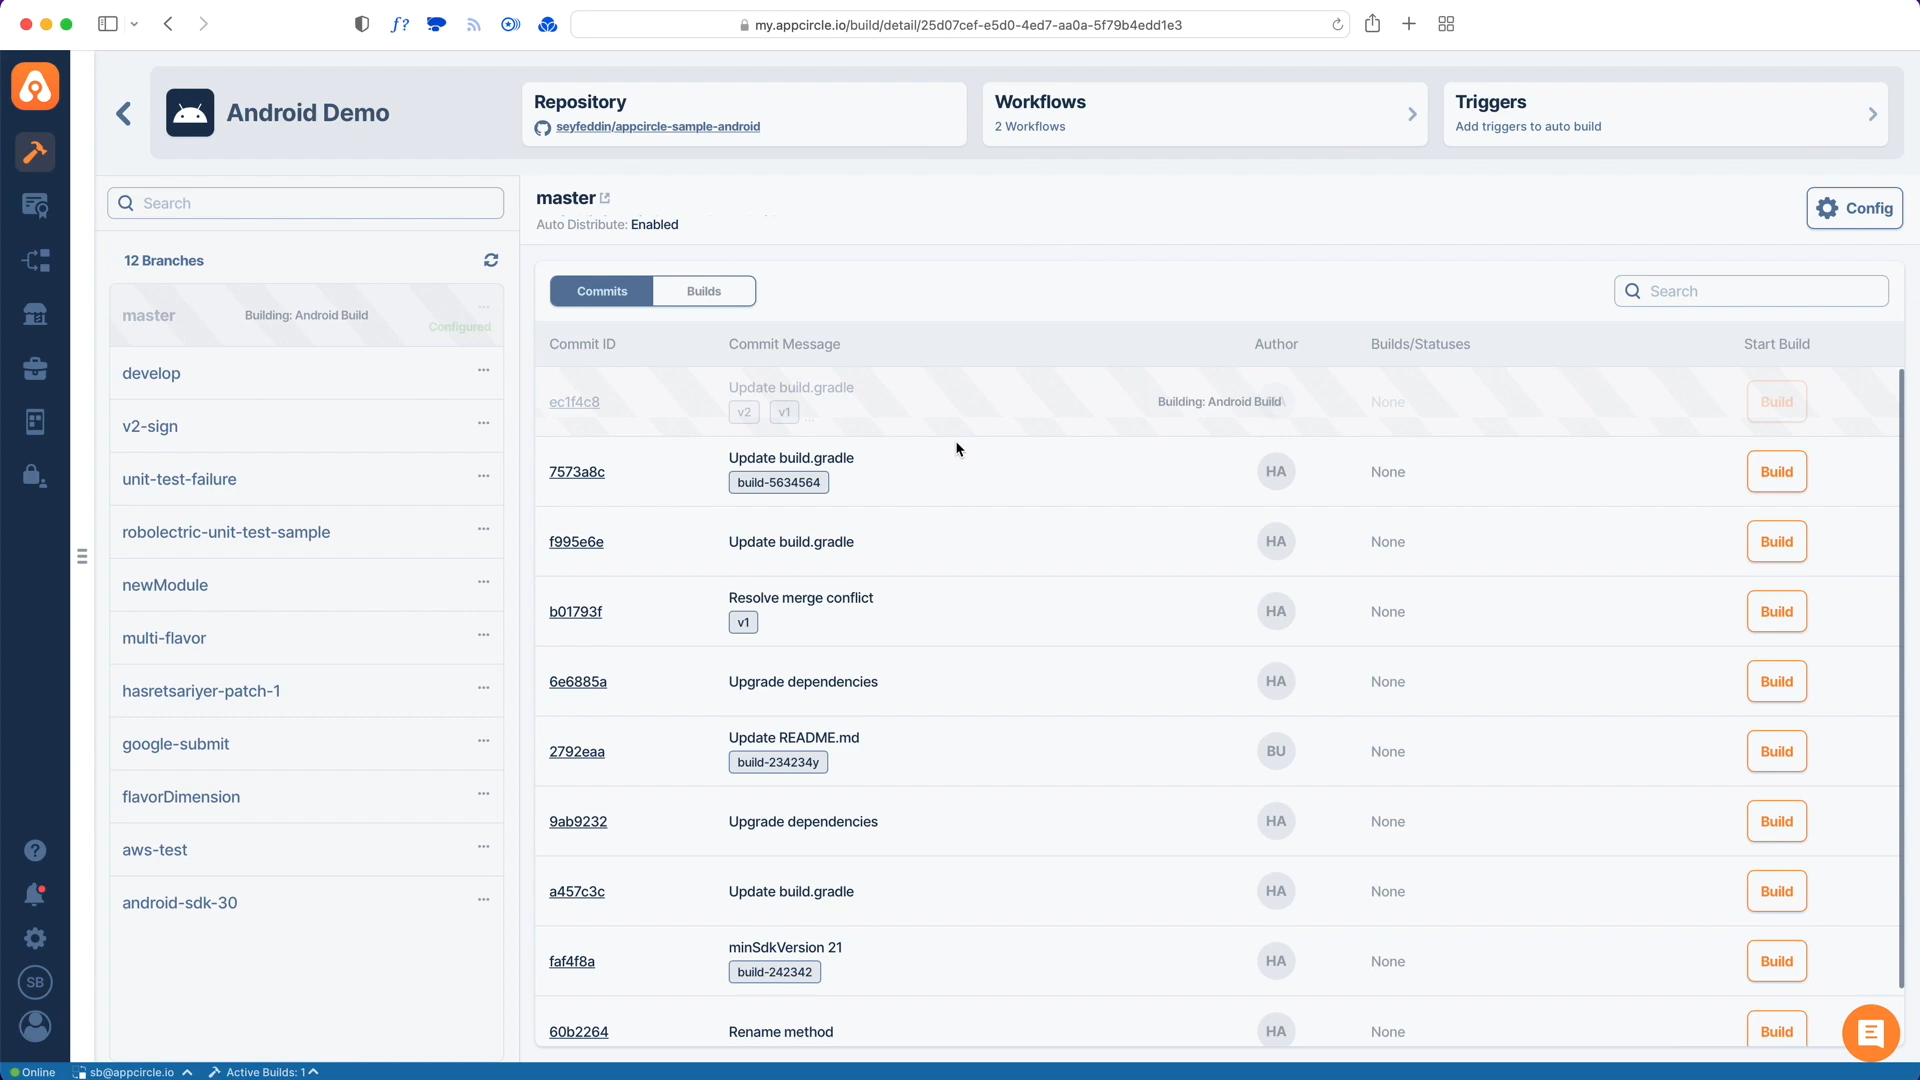 my.appcircle.io/build/detail/25d07cef-e5d0-4ed7-aa0a-5f79b4edd1e3
Android Demo
Repository
seyfeddin/appcircle-sample-android
Workflows
2 Workflows
Triggers
Add triggers to auto build
Search
master
Auto Distribute: Enabled
Config
12 Branches
master
Building: Android Build
Configured
develop
v2-sign
unit-test-failure
robolectric-unit-test-sample
newModule
multi-flavor
hasretsariyer-patch-1
google-submit
flavorDimension
aws-test
android-sdk-30
Commits
Builds
Search
Commit ID
Commit Message
Author
Builds/Statuses
Start Build
ec1f4c8
Update build.gradle
v2
v1
...
Building: Android Build
None
Build
7573a8c
Update build.gradle
build-5634564
HA
None
Build
f995e6e
Update build.gradle
HA
None
Build
b01793f
Resolve merge conflict
v1
HA
None
Build
6e6885a
Upgrade dependencies
HA
None
Build
2792eaa
Update README.md
build-234234y
BU
None
Build
9ab9232
Upgrade dependencies
HA
None
Build
a457c3c
Update build.gradle
HA
None
Build
faf4f8a
minSdkVersion 21
build-242342
HA
None
Build
60b2264
Rename method
HA
None
Build
SB
Online
sb@appcircle.io
Active Builds: 1